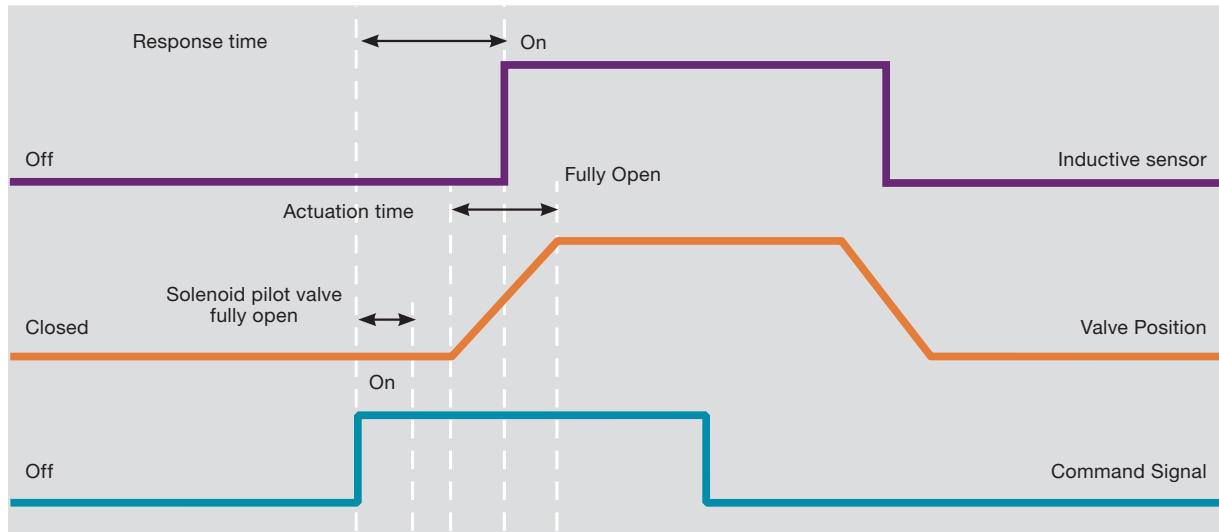 Response time
On
Off
Inductive sensor
Fully Open
Actuation time
Solenoid pilot valve
fully open
Closed
Valve Position
On
Off
Command Signal